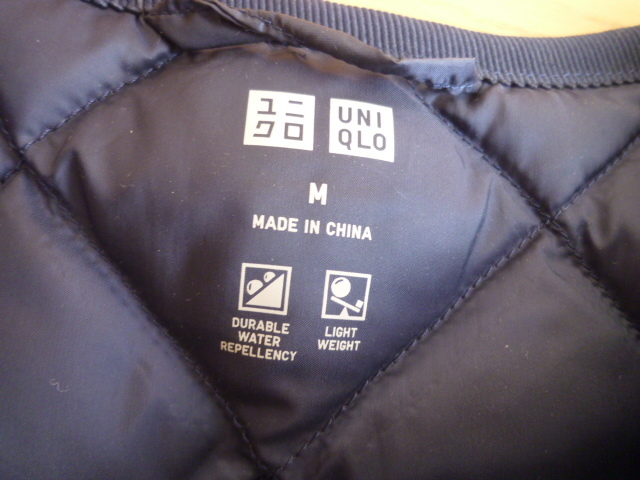 ユニ
クロ
UNI
QLO
M
MADE IN CHINA
DURABLE
WATER
REPELLENCY
LIGHT
WEIGHT